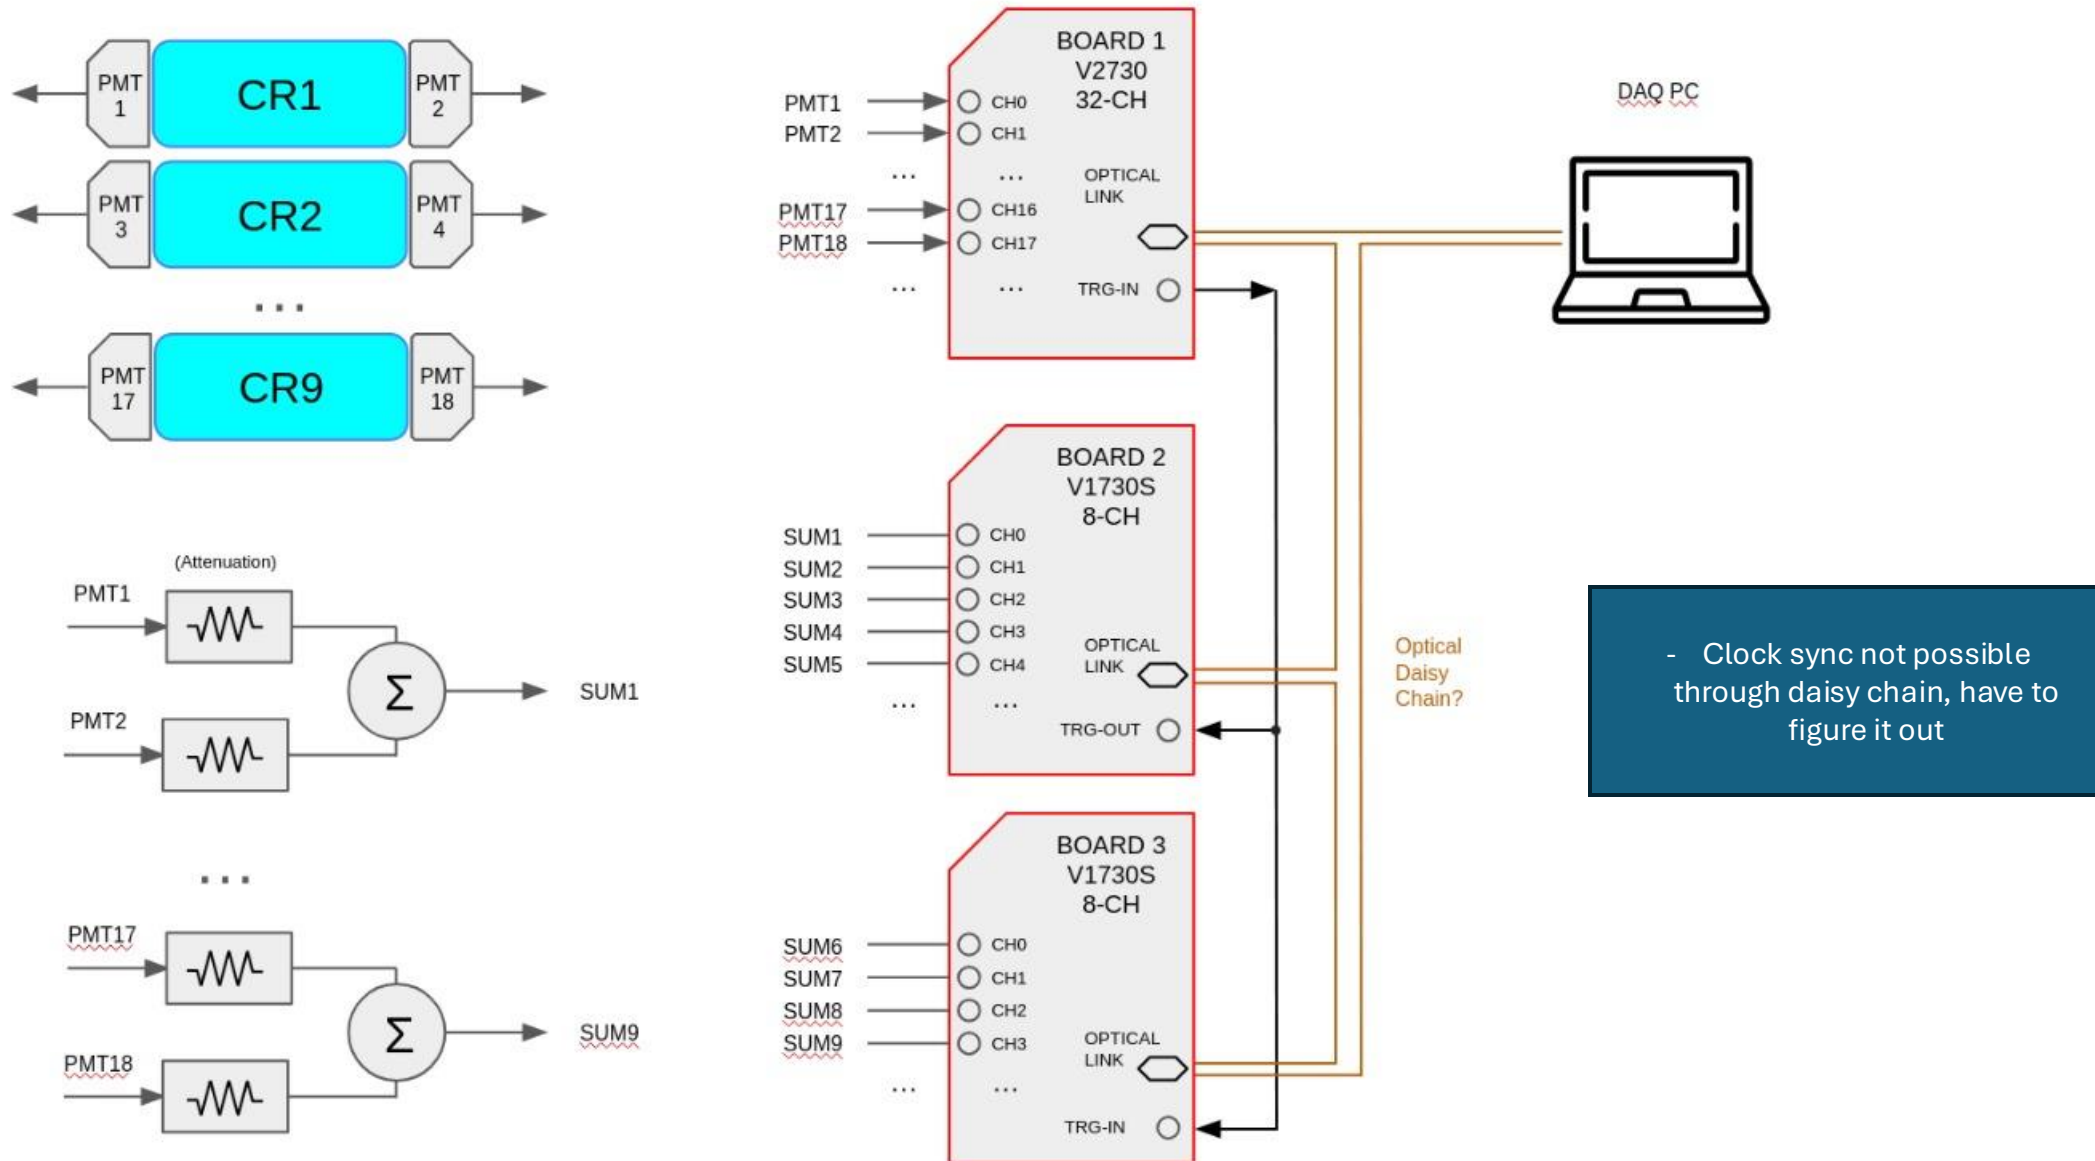 PMT
1
CR1
PMT
2
PMT
3
CR2
PMT
4
...
PMT
17
CR9
PMT
18
(Attenuation)
PMT1
PMT2
Σ
SUM1
...
PMT17
PMT18
Σ
SUM9
BOARD 1
V2730
32-CH
PMT1 CH0
PMT2 CH1
... ...
OPTICAL
LINK
PMT17 CH16
PMT18 CH17
... ...
TRG-IN
BOARD 2
V1730S
8-CH
SUM1 CH0
SUM2 CH1
SUM3 CH2
SUM4 CH3
SUM5 CH4
OPTICAL
LINK
... ...
TRG-OUT
BOARD 3
V1730S
8-CH
SUM6 CH0
SUM7 CH1
SUM8 CH2
SUM9 CH3
OPTICAL
LINK
... ...
TRG-IN
DAQ PC
Optical
Daisy
Chain?
- Clock sync not possible
through daisy chain, have to
figure it out